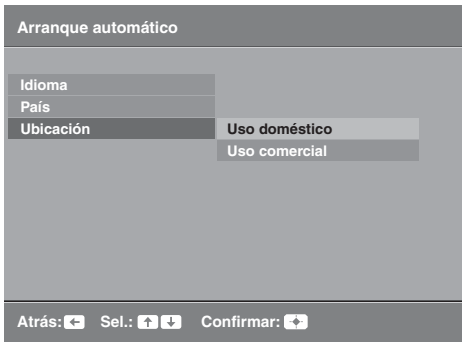 Arranque automático
Idioma
País
Ubicación Uso doméstico
Uso comercial
Atrás: Sel.: Confirmar: